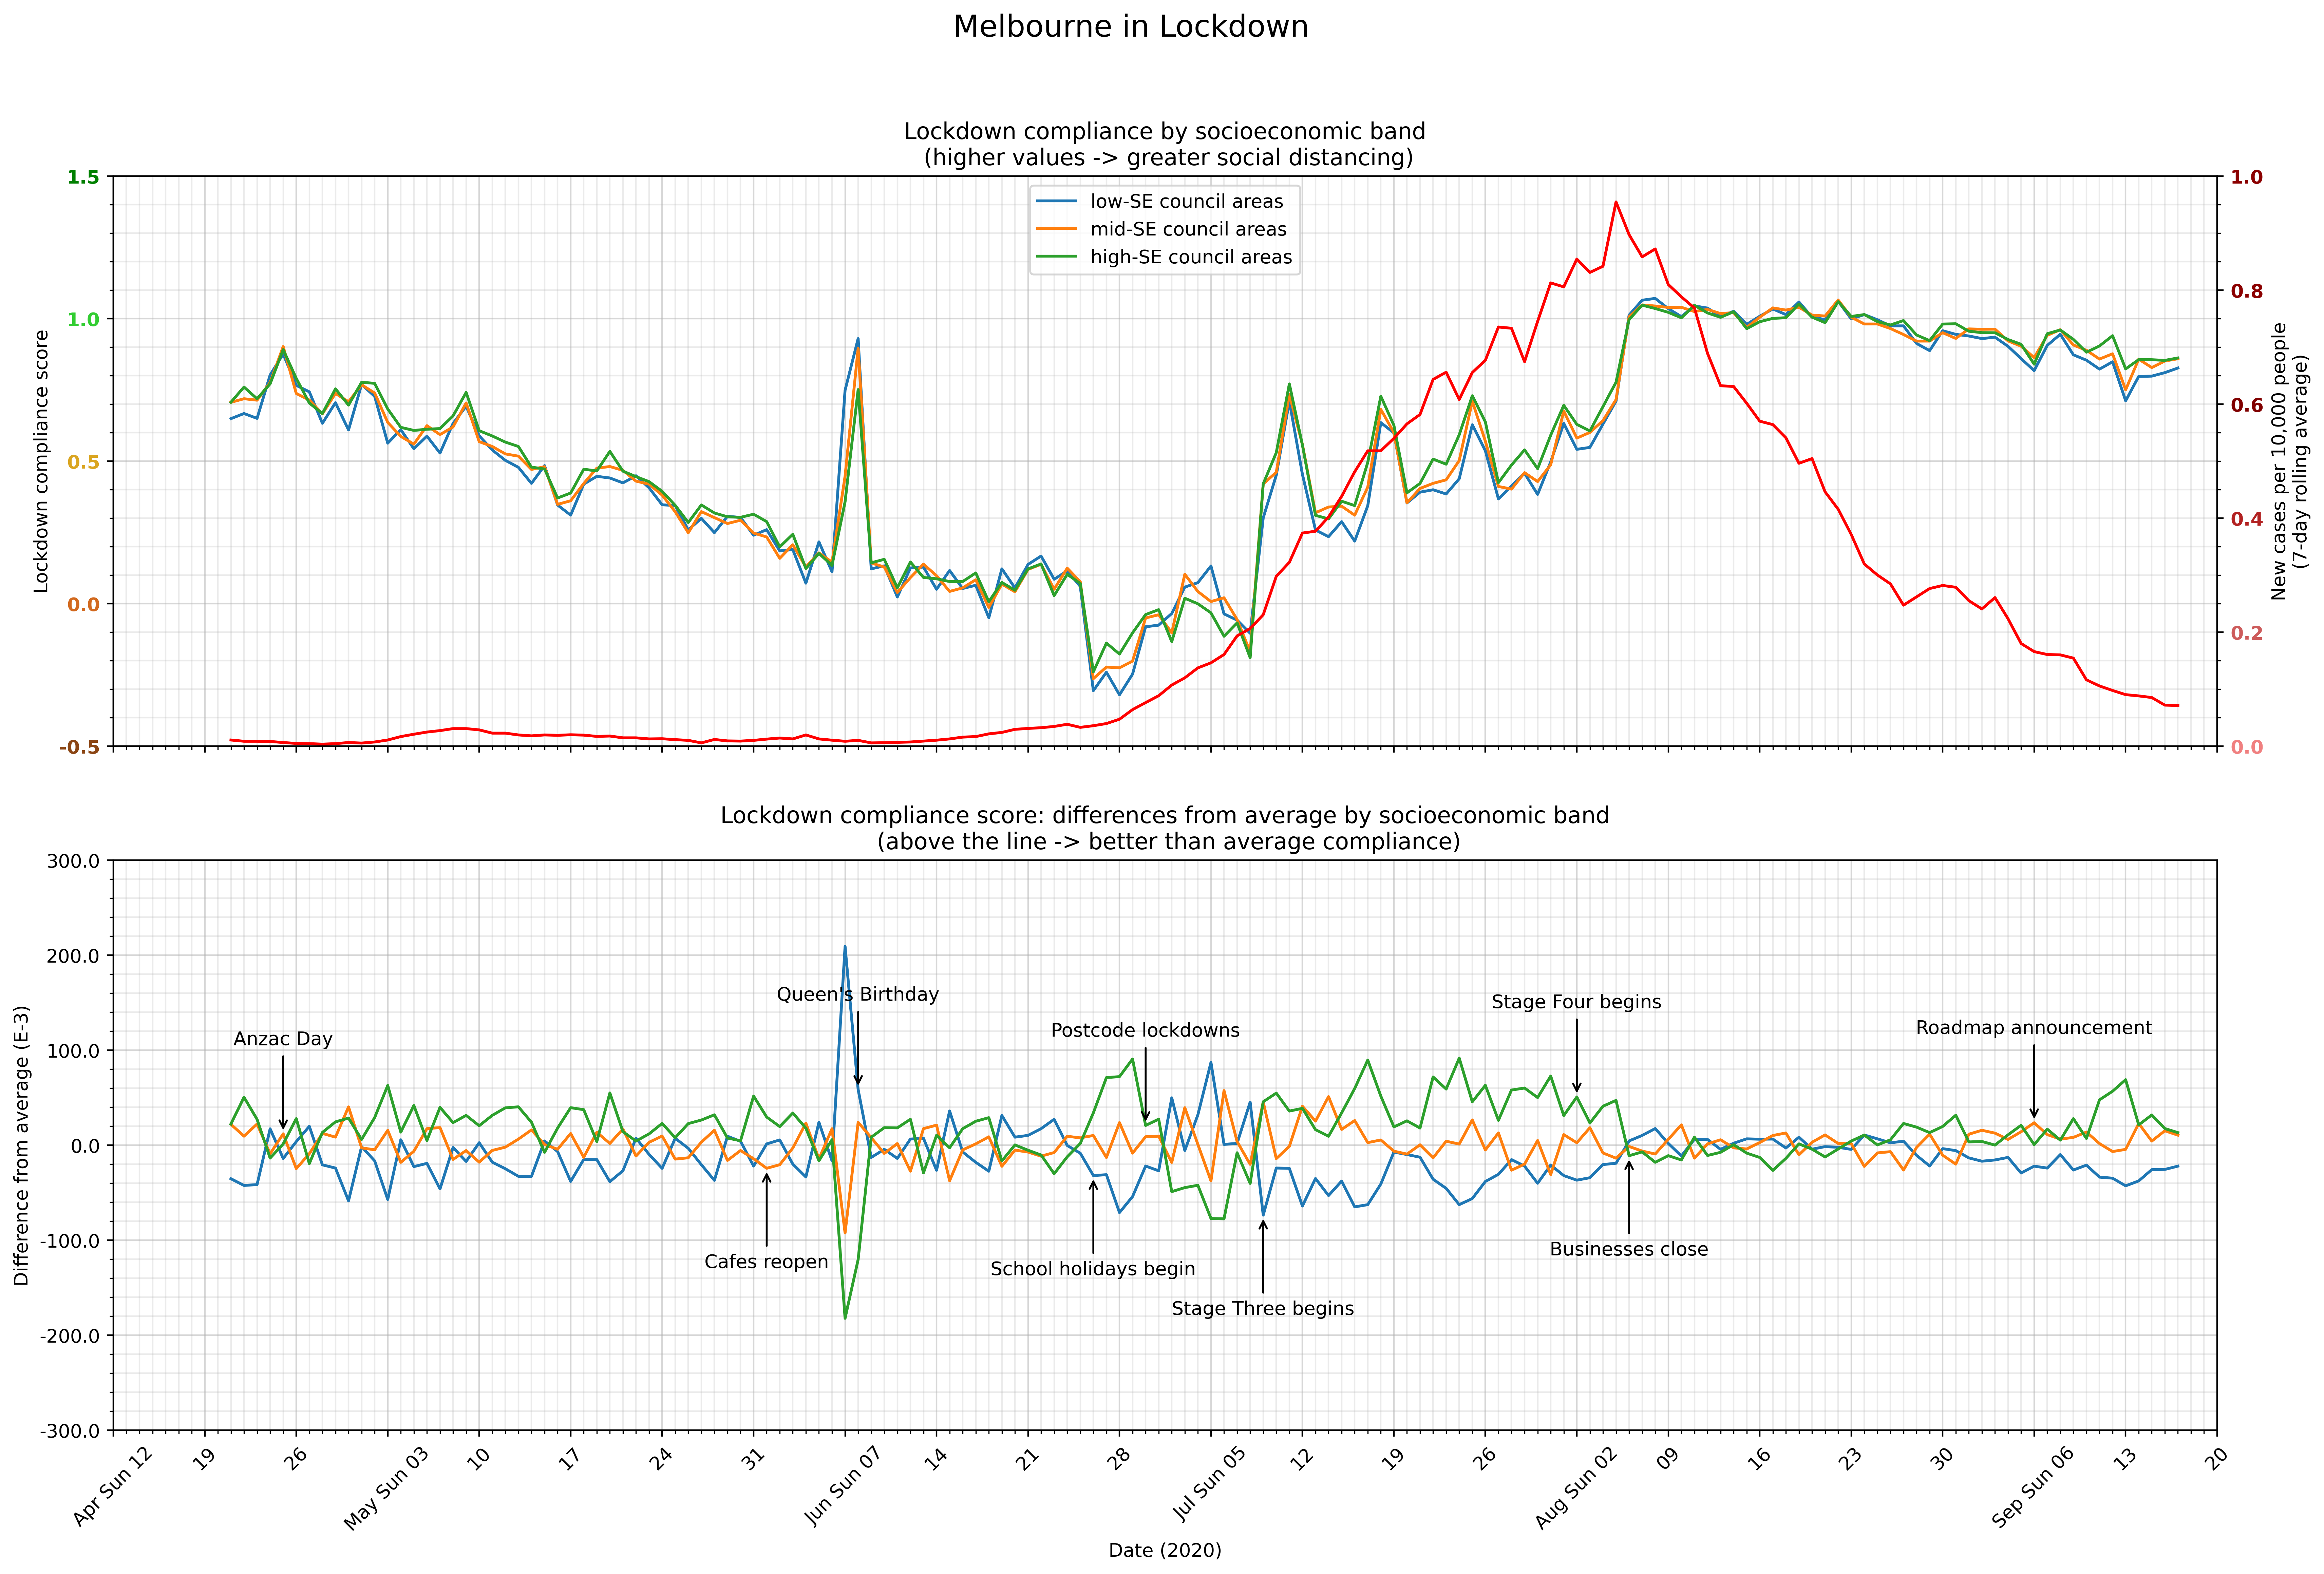 Melbourne in Lockdown
Lockdown compliance by socioeconomic band
(higher values -> greater social distancing)
1.5
1.0
0.5
0.0
-0.5
Lockdown compliance score
low-SE council areas
mid-SE council areas
high-SE council areas
1.0
0.8
0.6
0.4
0.2
0.0
New cases per 10,000 people
(7-day rolling average)
Lockdown compliance score: differences from average by socioeconomic band
(above the line -> better than average compliance)
300.0
200.0
100.0
0.0
-100.0
-200.0
-300.0
Difference from average (E-3)
Anzac Day
Queen's Birthday
Postcode lockdowns
Stage Four begins
Roadmap announcement
Cafes reopen
School holidays begin
Stage Three begins
Businesses close
Apr Sun 12
19
26
May Sun 03
10
17
24
31
Jun Sun 07
14
21
28
Jul Sun 05
12
19
26
Aug Sun 02
09
16
23
30
Sep Sun 06
13
20
Date (2020)